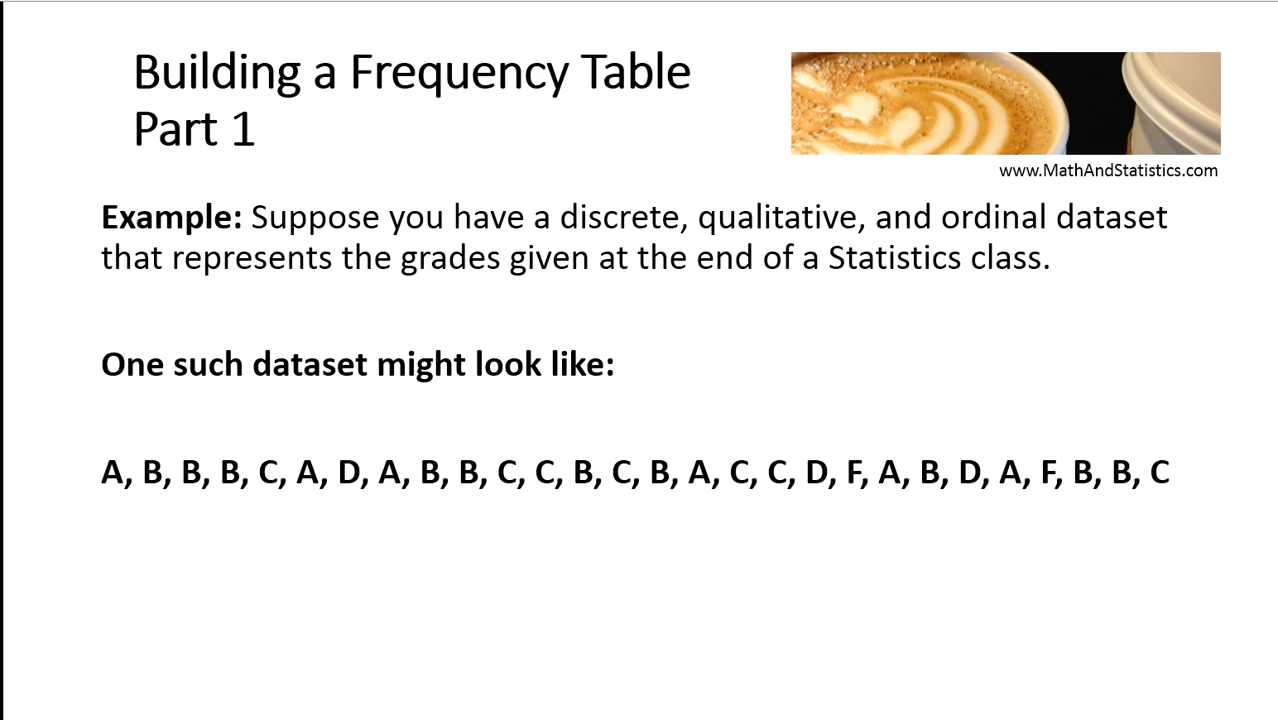 Building a Frequency Table
Part 1
www.MathAndStatistics.com
Example: Suppose you have a discrete, qualitative, and ordinal dataset
that represents the grades given at the end of a Statistics class.
One such dataset might look like:
A, B, B, B, C, A, D, A, B, B, C, C, B, C, B, A, C, C, D, F, A, B, D, A, F, B, B, C